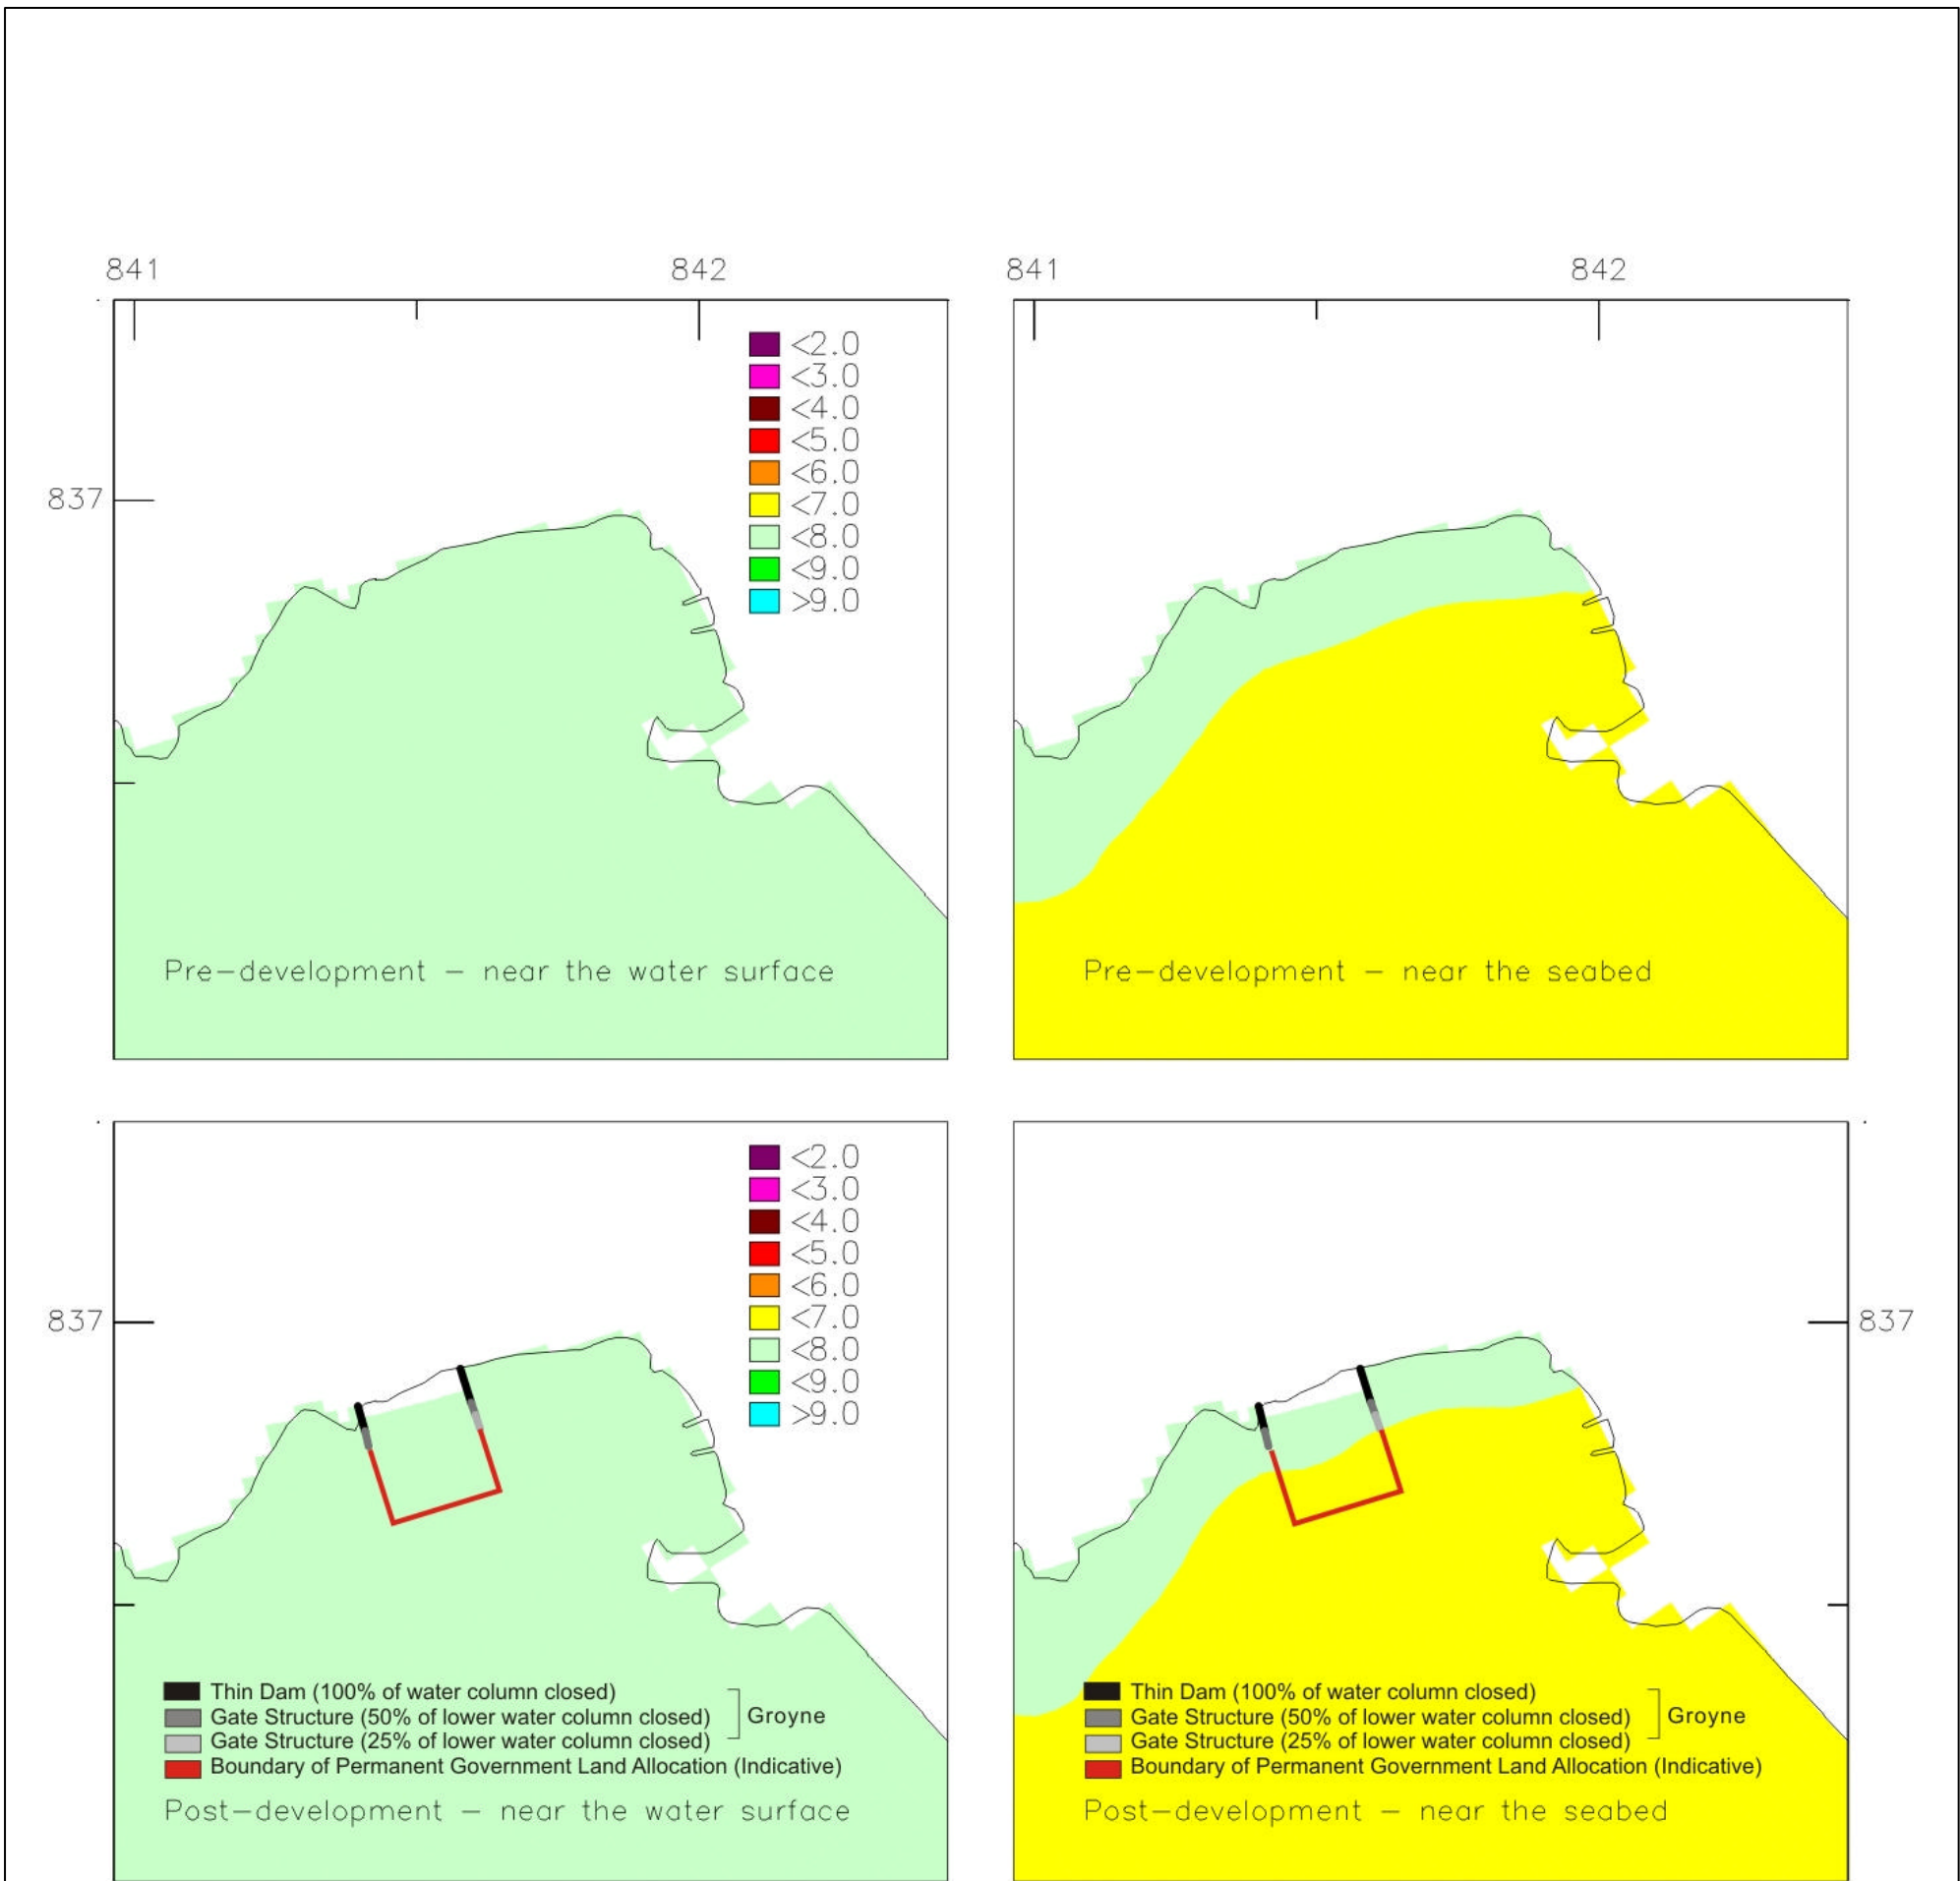 841 842
841 842
<2.0
<3.0
<4.0
<5.0
<6.0
<7.0
<8.0
<9.0
>9.0
837
Pre-development - near the water surface
Pre-development - near the seabed
<2.0
<3.0
<4.0
<5.0
<6.0
<7.0
<8.0
<9.0
>9.0
837
837
Thin Dam (100% of water column closed)
Gate Structure (50% of lower water column closed)
Groyne
Gate Structure (25% of lower water column closed)
Boundary of Permanent Government Land Allocation (Indicative)
Post-development - near the water surface
Thin Dam (100% of water column closed)
Gate Structure (50% of lower water column closed)
Groyne
Gate Structure (25% of lower water column closed)
Boundary of Permanent Government Land Allocation (Indicative)
Post-development - near the seabed